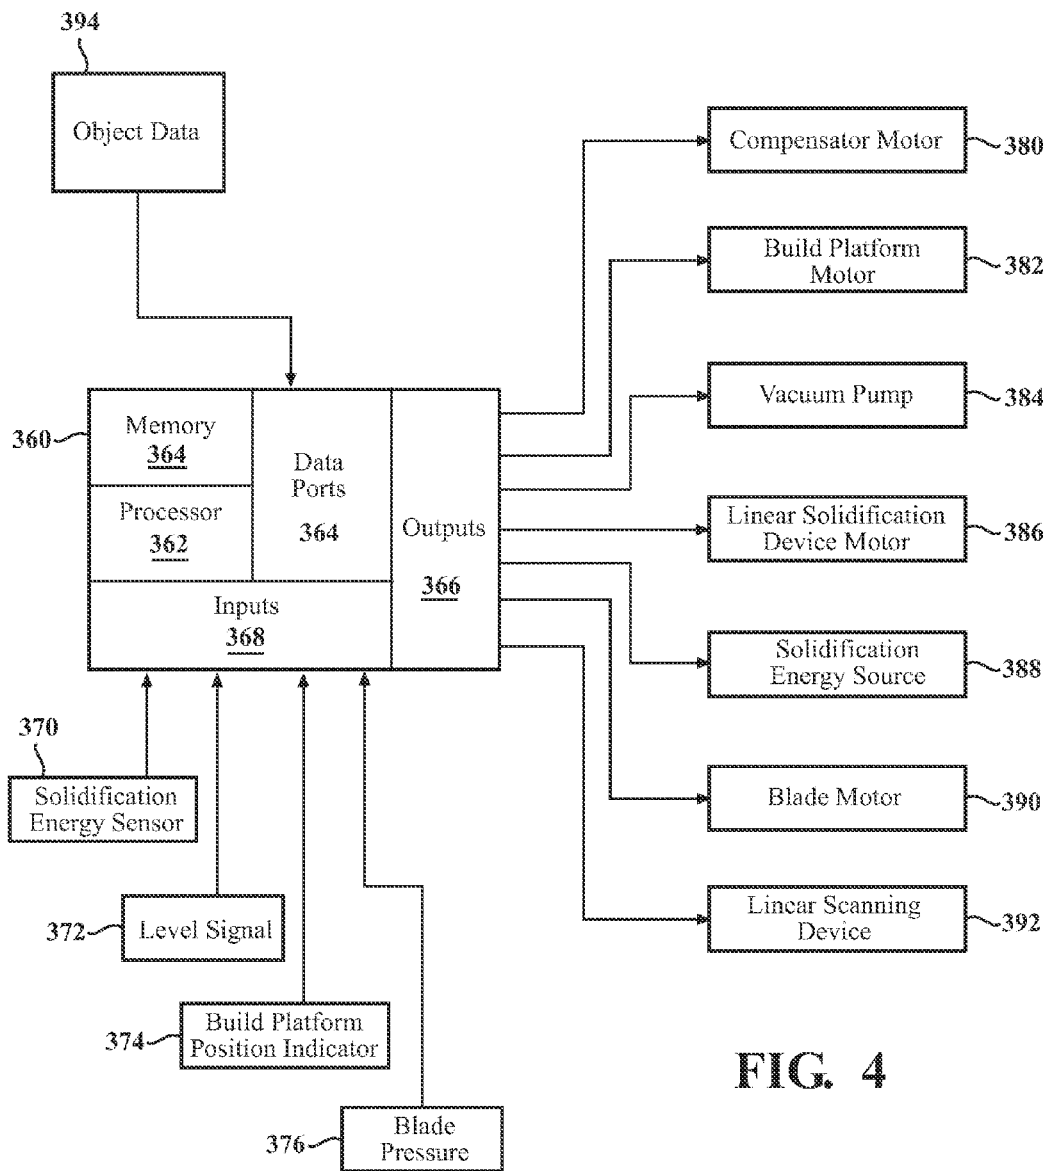 394
Object Data
Compensator Motor
380
Build Platform
Motor
382
Vacuum Pump
384
360
Memory
364
Data
Ports
364
Processor
362
Outputs
366
Inputs
368
Linear Solidification
Device Motor
386
Solidification
Energy Source
388
370
Solidification
Energy Sensor
Blade Motor
390
372
Level Signal
Linear Scanning
Device
392
374
Build Platform
Position Indicator
376
Blade
Pressure
FIG. 4